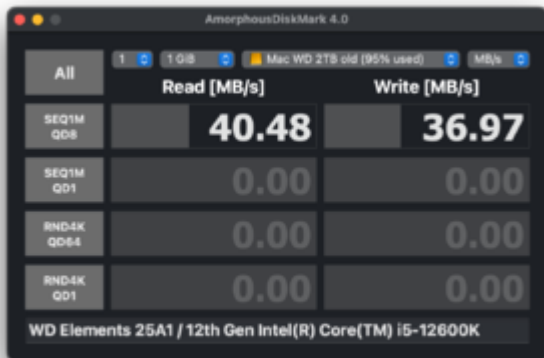 AmorphousDiskMark 4.0
All 1 1 GiB Mac WD 2TB old (95% used) MB/s
Read [MB/s] Write [MB/s]
SEQ1M
QD8
40.48 36.97
SEQ1M
QD1
0.00 0.00
RND4K
QD64
0.00 0.00
RND4K
QD1
0.00 0.00
WD Elements 25A1 / 12th Gen Intel(R) Core(TM) i5-12600K